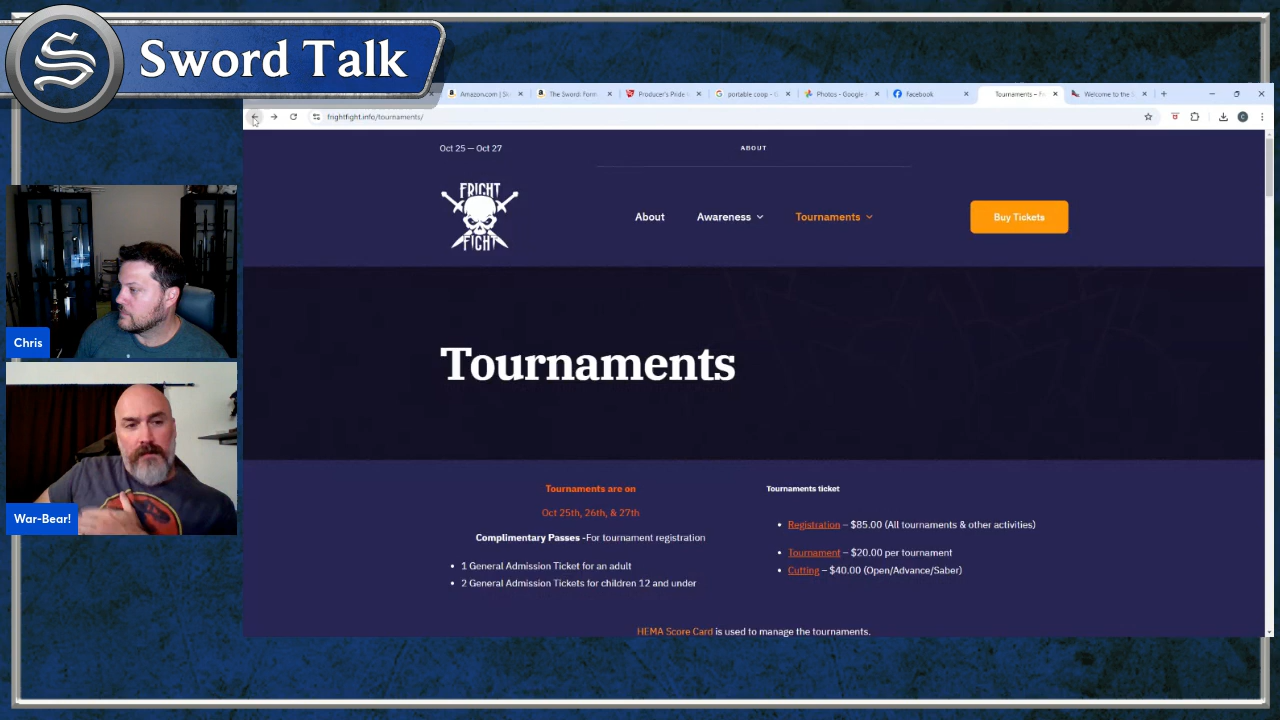 Sword Talk
Amazon.com | S
The Swordi Form
Producer's Pride
portable coop - G
Photos - Google
Facebook
Tournaments – F
Welcome to the S
frightfight.info/tournaments/
Oct 25 — Oct 27
ABOUT
FRIGHT
FIGHT
About
Awareness
Tournaments
Buy Tickets
Tournaments
Chris
War-Bear!
Tournaments are on
Oct 25th, 26th, & 27th
Complimentary Passes -For tournament registration
1 General Admission Ticket for an adult
2 General Admission Tickets for children 12 and under
Tournaments ticket
Registration – $85.00 (All tournaments & other activities)
Tournament – $20.00 per tournament
Cutting – $40.00 (Open/Advance/Saber)
HEMA Score Card is used to manage the tournaments.